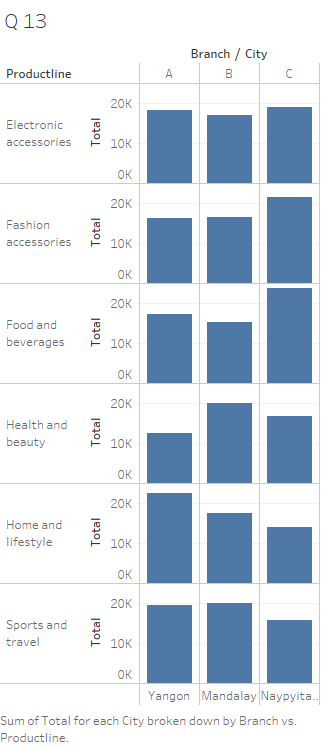 Q 13
Branch / City
Productline A B C
Electronic
accessories
Total
20K
10K
0K
Fashion
accessories
Total
20K
10K
0K
Food and
beverages
Total
20K
10K
0K
Health and
beauty
Total
20K
10K
0K
Home and
lifestyle
Total
20K
10K
0K
Sports and
travel
Total
20K
10K
0K
Yangon Mandalay Naypyita..
Sum of Total for each City broken down by Branch vs.
Productline.